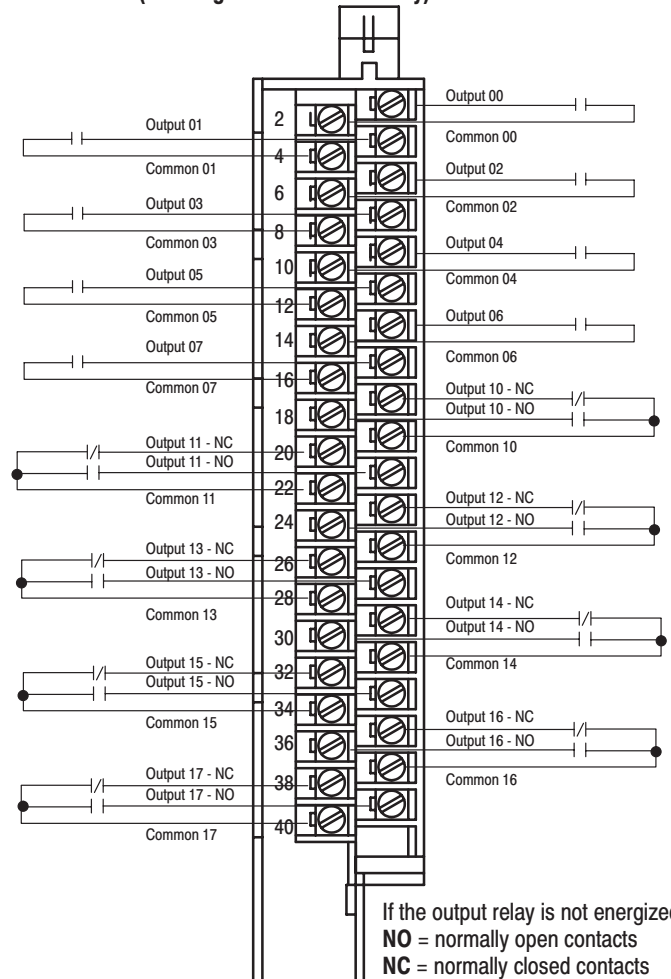 Output 00
2
Output 01
Common 00
4
Common 01
Output 02
6
Output 03
Common 02
8
Common 03
Output 04
10
Output 05
Common 04
12
Common 05
Output 06
14
Output 07
Common 06
16
Common 07
Output 10 - NC
Output 10 - NO
18
Common 10
Output 11 - NC
20
Output 11 - NO
22
Common 11
Output 12 - NC
Output 12 - NO
24
Common 12
Output 13 - NC
26
Output 13 - NO
28
Common 13
Output 14 - NC
Output 14 - NO
30
Common 14
Output 15 - NC
32
Output 15 - NO
34
Common 15
Output 16 - NC
Output 16 - NO
36
Common 16
Output 17 - NC
38
Output 17 - NO
40
Common 17
If the output relay is not energized
NO = normally open contacts
NC = normally closed contacts